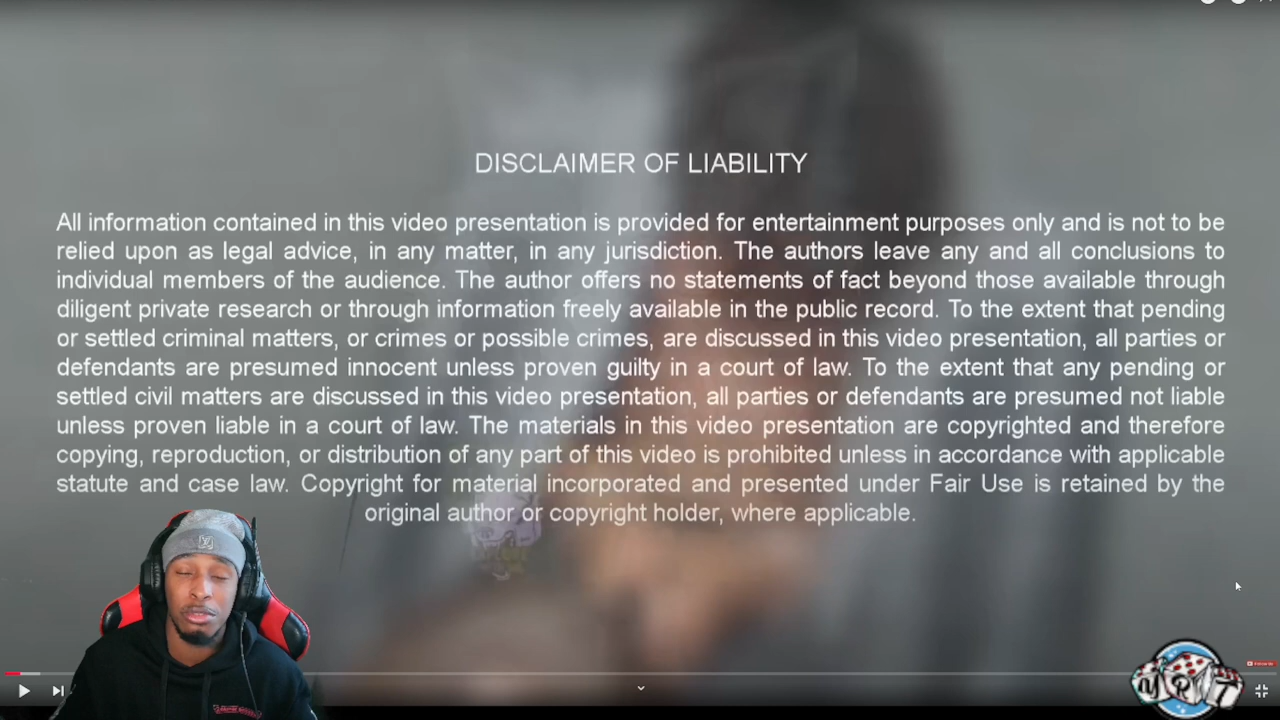 DISCLAIMER OF LIABILITY
All information contained in this video presentation is provided for entertainment purposes only and is not to be
relied upon as legal advice, in any matter, in any jurisdiction. The authors leave any and all conclusions to
individual members of the audience. The author offers no statements of fact beyond those available through
diligent private research or through information freely available in the public record. To the extent that pending
or settled criminal matters, or crimes or possible crimes, are discussed in this video presentation, all parties or
defendants are presumed innocent unless proven guilty in a court of law. To the extent that any pending or
settled civil matters are discussed in this video presentation, all parties or defendants are presumed not liable
unless proven liable in a court of law. The materials in this video presentation are copyrighted and therefore
copying, reproduction, or distribution of any part of this video is prohibited unless in accordance with applicable
statute and case law. Copyright for material incorporated and presented under Fair Use is retained by the
original author or copyright holder, where applicable.